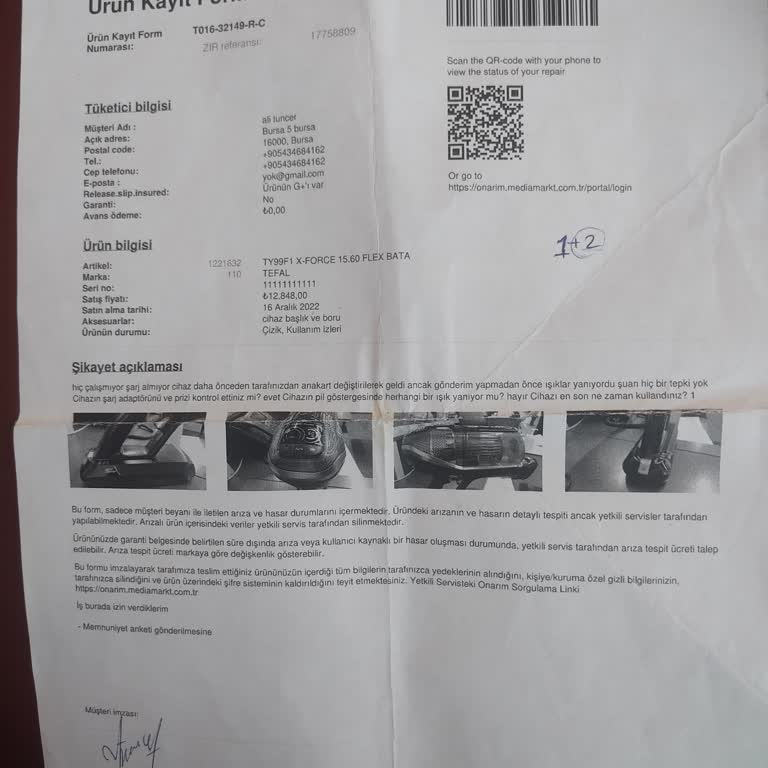 Ürün Kayıt
Ürün Kayıt Form Numarası: T016-32149-R-C
ZIR referansı: 17758809
Scan the QR-code with your phone to
view the status of your repair
Or go to
https://onarim.mediamarkt.com.tr/portal/login
Tüketici bilgisi
Müşteri Adı : ali tuncer
Açık adres: Bursa 5 bursa
Postal code: 16000, Bursa
Tel.: +905434684162
Cep telefonu: +905434684162
E-posta : yok@gmail.com
Release.slip.insured: Ürünün G+'ı var
Garanti: No
Avans ödeme: ₺0,00
1+2
Ürün bilgisi
Artikel: 1221832 TY99F1 X-FORCE 15.60 FLEX BATA
Marka: 110 TEFAL
Seri no: 11111111111
Satış fiyatı: ₺12.848,00
Satın alma tarihi: 16 Aralık 2022
Aksesuarlar: cihaz başlık ve boru
Ürünün durumu: Çizik, Kullanım İzleri
Şikayet açıklaması
hiç çalışmıyor şarj almıyor cihaz daha önceden tarafınızdan anakart değiştirilerek geldi ancak gönderim yapmadan önce ışıklar yanıyordu şuan hiç bir tepki yok
Cihazın şarj adaptörünü ve prizi kontrol ettiniz mi? evet Cihazın pil göstergesinde herhangi bir ışık yanıyor mu? hayır Cihazı en son ne zaman kullandınız? 1
Bu form, sadece müşteri beyanı ile iletilen arıza ve hasar durumlarını içermektedir. Üründeki arızanın ve hasarın detaylı tespiti ancak yetkili servisler tarafından
yapılabilmektedir. Arızalı ürün içerisindeki veriler yetkili servis tarafından silinmektedir.
Ürününüzde garanti belgesinde belirtilen süre dışında arıza veya kullanıcı kaynaklı bir hasar oluşması durumunda, yetkili servis tarafından arıza tespit ücreti talep
edilebilir. Arıza tespit ücreti markaya göre değişkenlik gösterebilir.
Bu formu imzalayarak tarafımıza teslim ettiğiniz ürününüzün içerdiği tüm bilgilerin tarafınızca yedeklerinin alındığını, kişiye/kuruma özel gizli bilgilerinizin,
tarafınızca silindiğini ve ürün üzerindeki şifre sisteminin kaldırıldığını teyit etmektesiniz. Yetkili Servisteki Onarım Sorgulama Linki
https://onarim.mediamarkt.com.tr
İş burada izin verdiklerim
- Memnuniyet anketi gönderilmesine
Müşteri imzası: